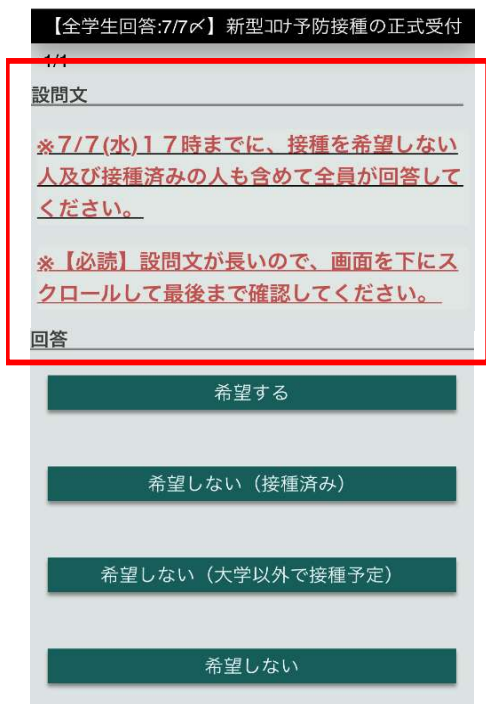 【全学生回答:7/7〆】新型ｺﾛﾅ予防接種の正式受付
1/1
設問文
※7/7(水)１７時までに、接種を希望しない
人及び接種済みの人も含めて全員が回答して
ください。
※【必読】設問文が長いので、画面を下にス
クロールして最後まで確認してください。
回答
希望する
希望しない（接種済み）
希望しない（大学以外で接種予定）
希望しない